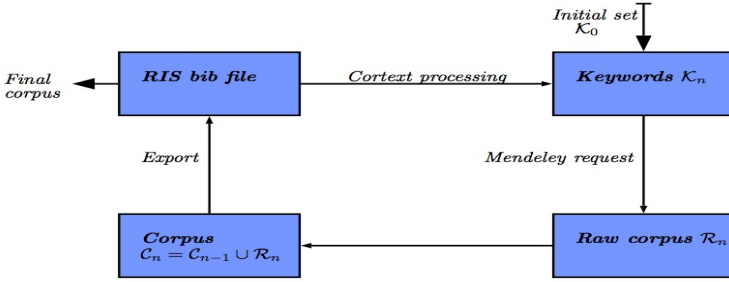 Initial set
𝒦₀
RIS bib file
Cortext processing
Keywords 𝒦ₙ
Final
corpus
Export
Mendeley request
Corpus
𝒞ₙ = 𝒞ₙ₋₁ ∪ ℛₙ
Raw corpus ℛₙ